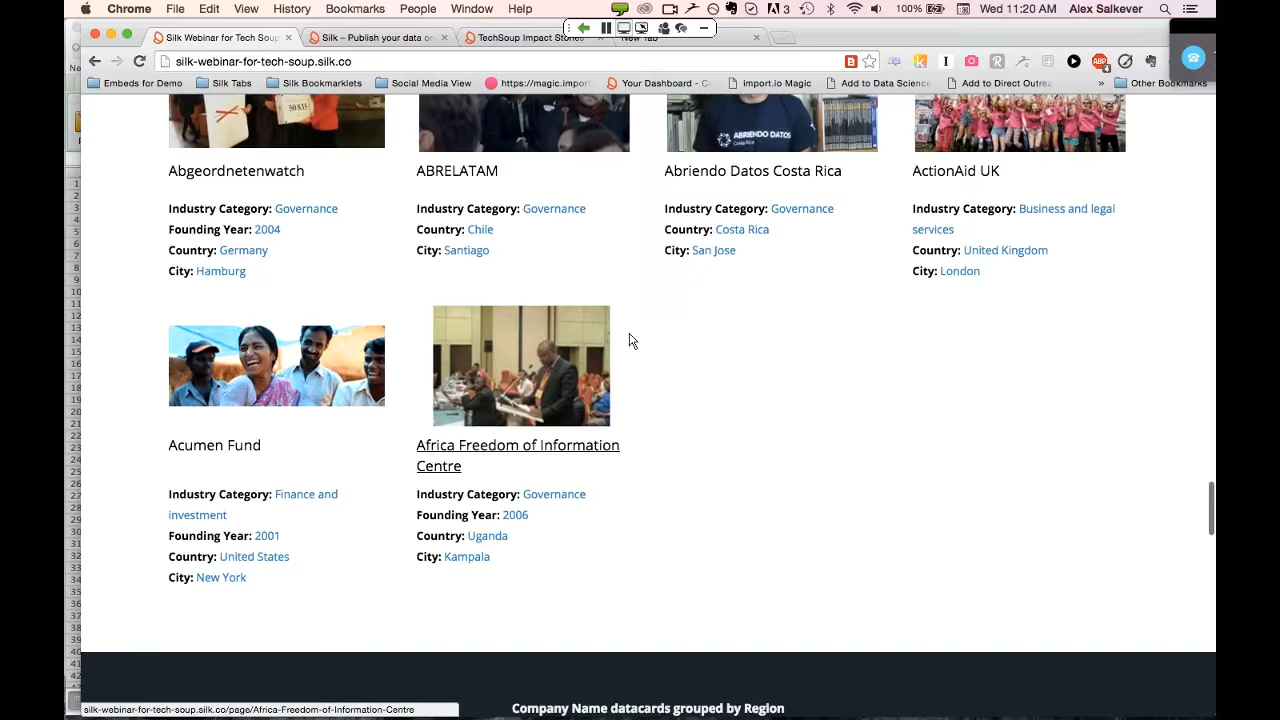 Chrome File Edit View History Bookmarks People Window Help 3 100% Wed 11:20 AM Alex Salkever
Silk Webinar for Tech Soup × Silk – Publish your data on × TechSoup Impact Stories New Tab ×
silk-webinar-for-tech-soup.silk.co
Embeds for Demo Silk Tabs Silk Bookmarklets Social Media View https://magic.import Your Dashboard - import.io Magic Add to Data Science Add to Direct Outrea » Other Bookmarks
50 835
ABRIENDO DATOS
Costa Rica
Abgeordnetenwatch
Industry Category: Governance
Founding Year: 2004
Country: Germany
City: Hamburg
ABRELATAM
Industry Category: Governance
Country: Chile
City: Santiago
Abriendo Datos Costa Rica
Industry Category: Governance
Country: Costa Rica
City: San Jose
ActionAid UK
Industry Category: Business and legal
services
Country: United Kingdom
City: London
Acumen Fund
Industry Category: Finance and
investment
Founding Year: 2001
Country: United States
City: New York
Africa Freedom of Information
Centre
Industry Category: Governance
Founding Year: 2006
Country: Uganda
City: Kampala
Company Name datacards grouped by Region
silk-webinar-for-tech-soup.silk.co/page/Africa-Freedom-of-Information-Centre